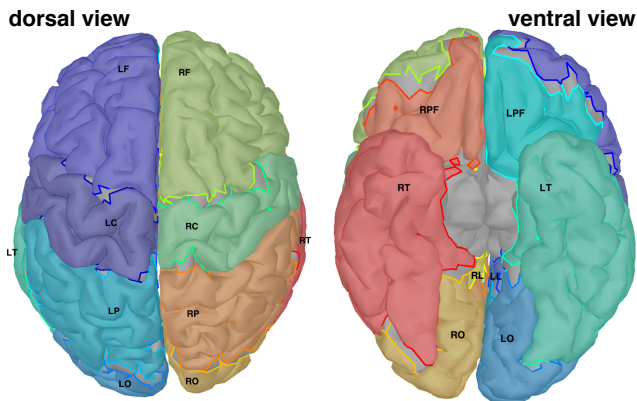 dorsal view
ventral view
LF
RF
LC
RC
LT
RT
LP
RP
LO
RO
RPF
LPF
RT
LT
RL
LL
RO
LO